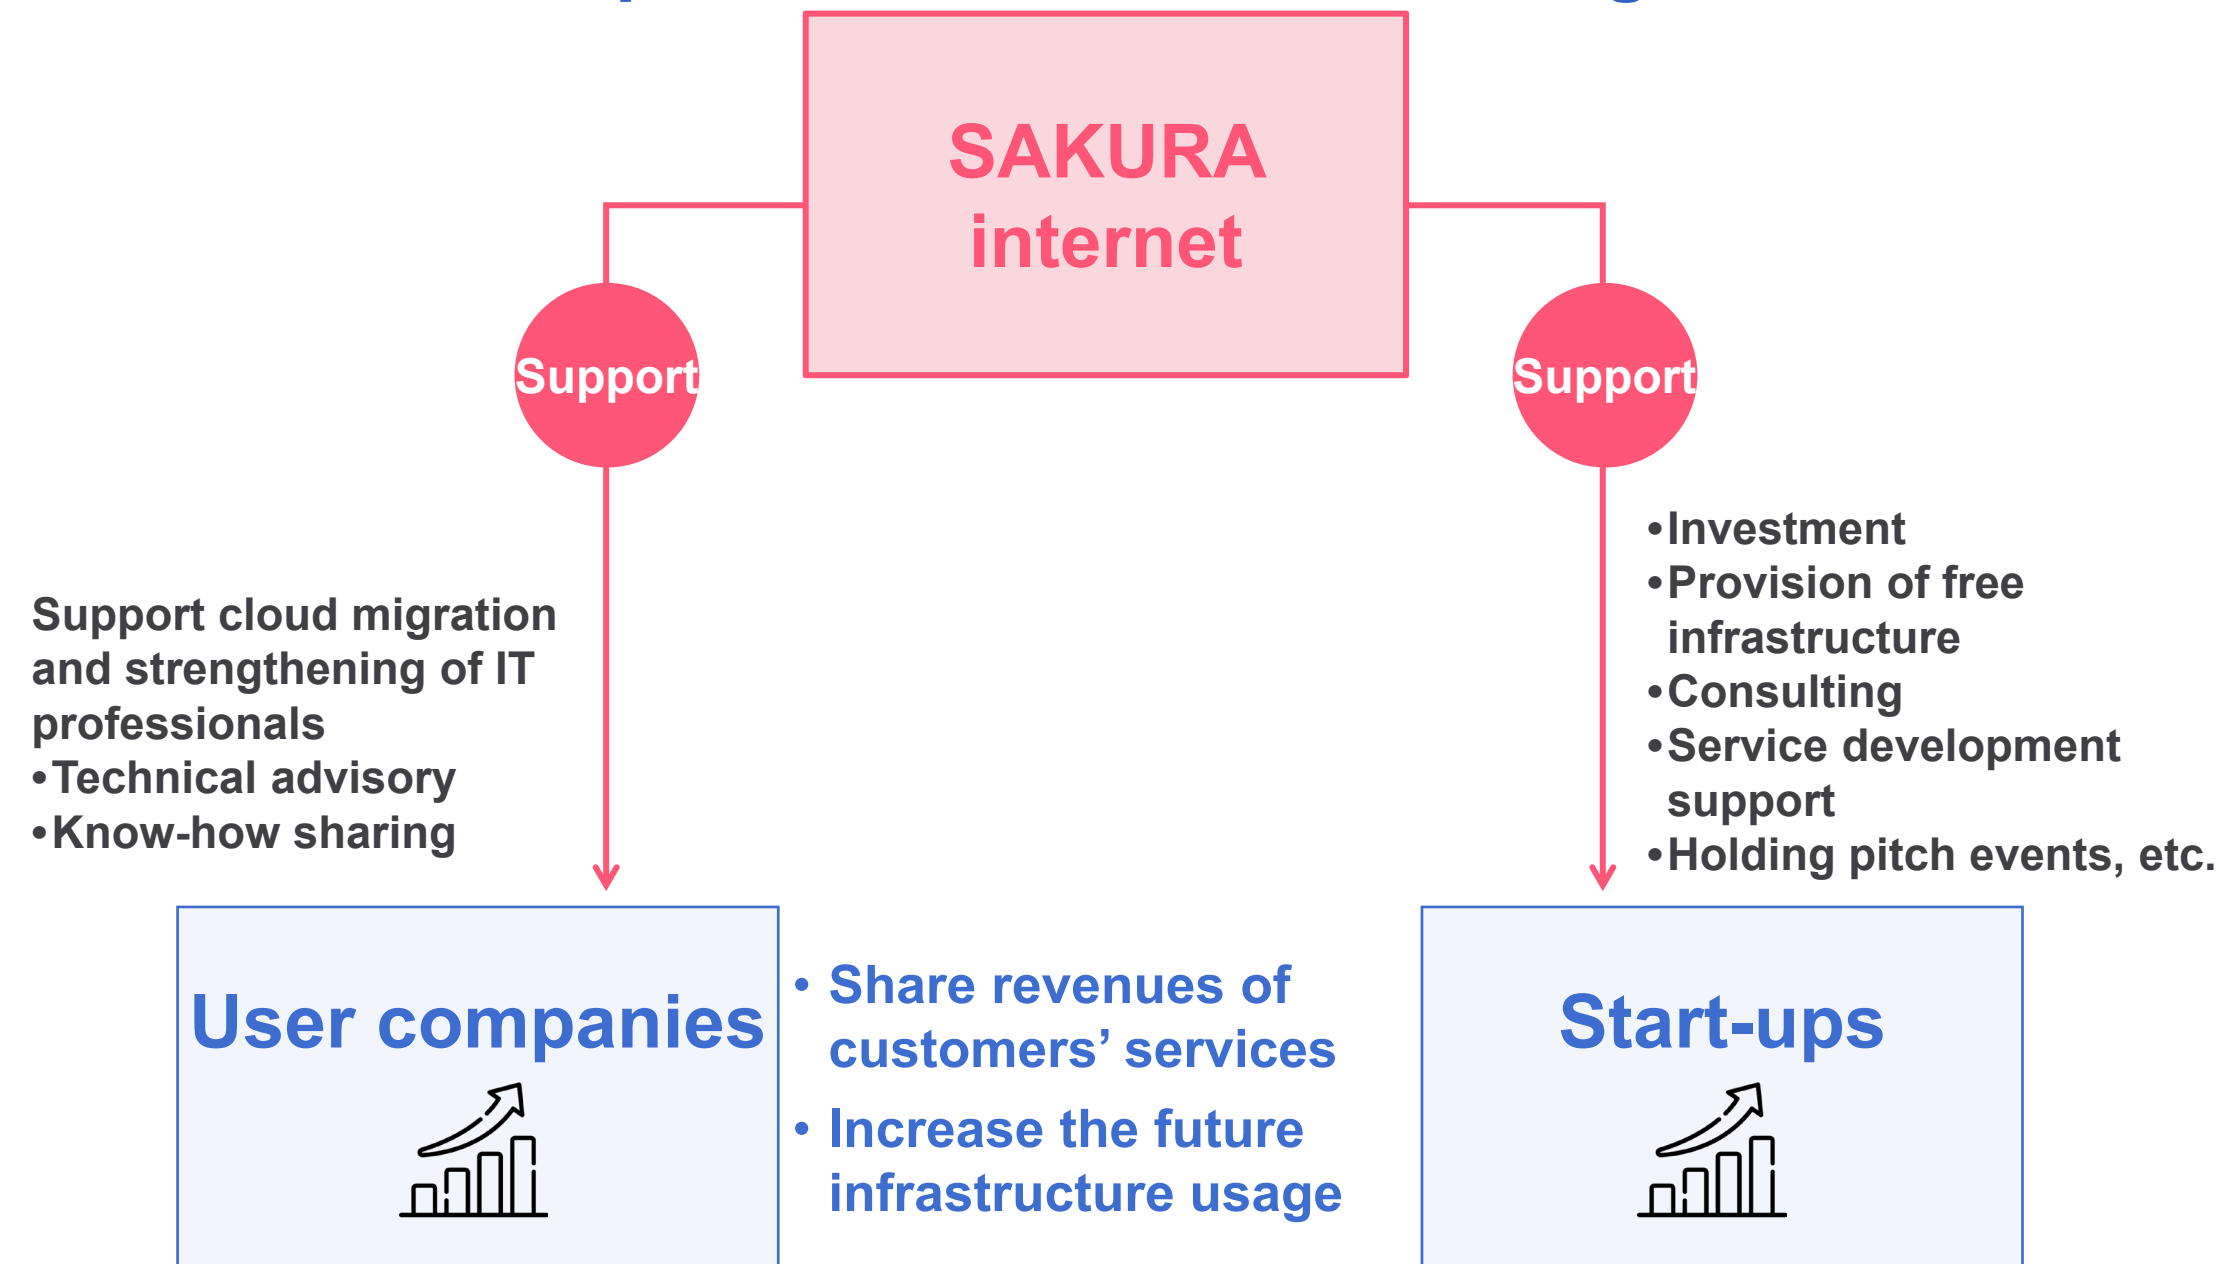 SAKURA
internet
Support
Support
Support cloud migration
and strengthening of IT
professionals
•Technical advisory
•Know-how sharing
•Investment
•Provision of free
infrastructure
•Consulting
•Service development
support
•Holding pitch events, etc.
User companies
• Share revenues of
customers’ services
• Increase the future
infrastructure usage
Start-ups